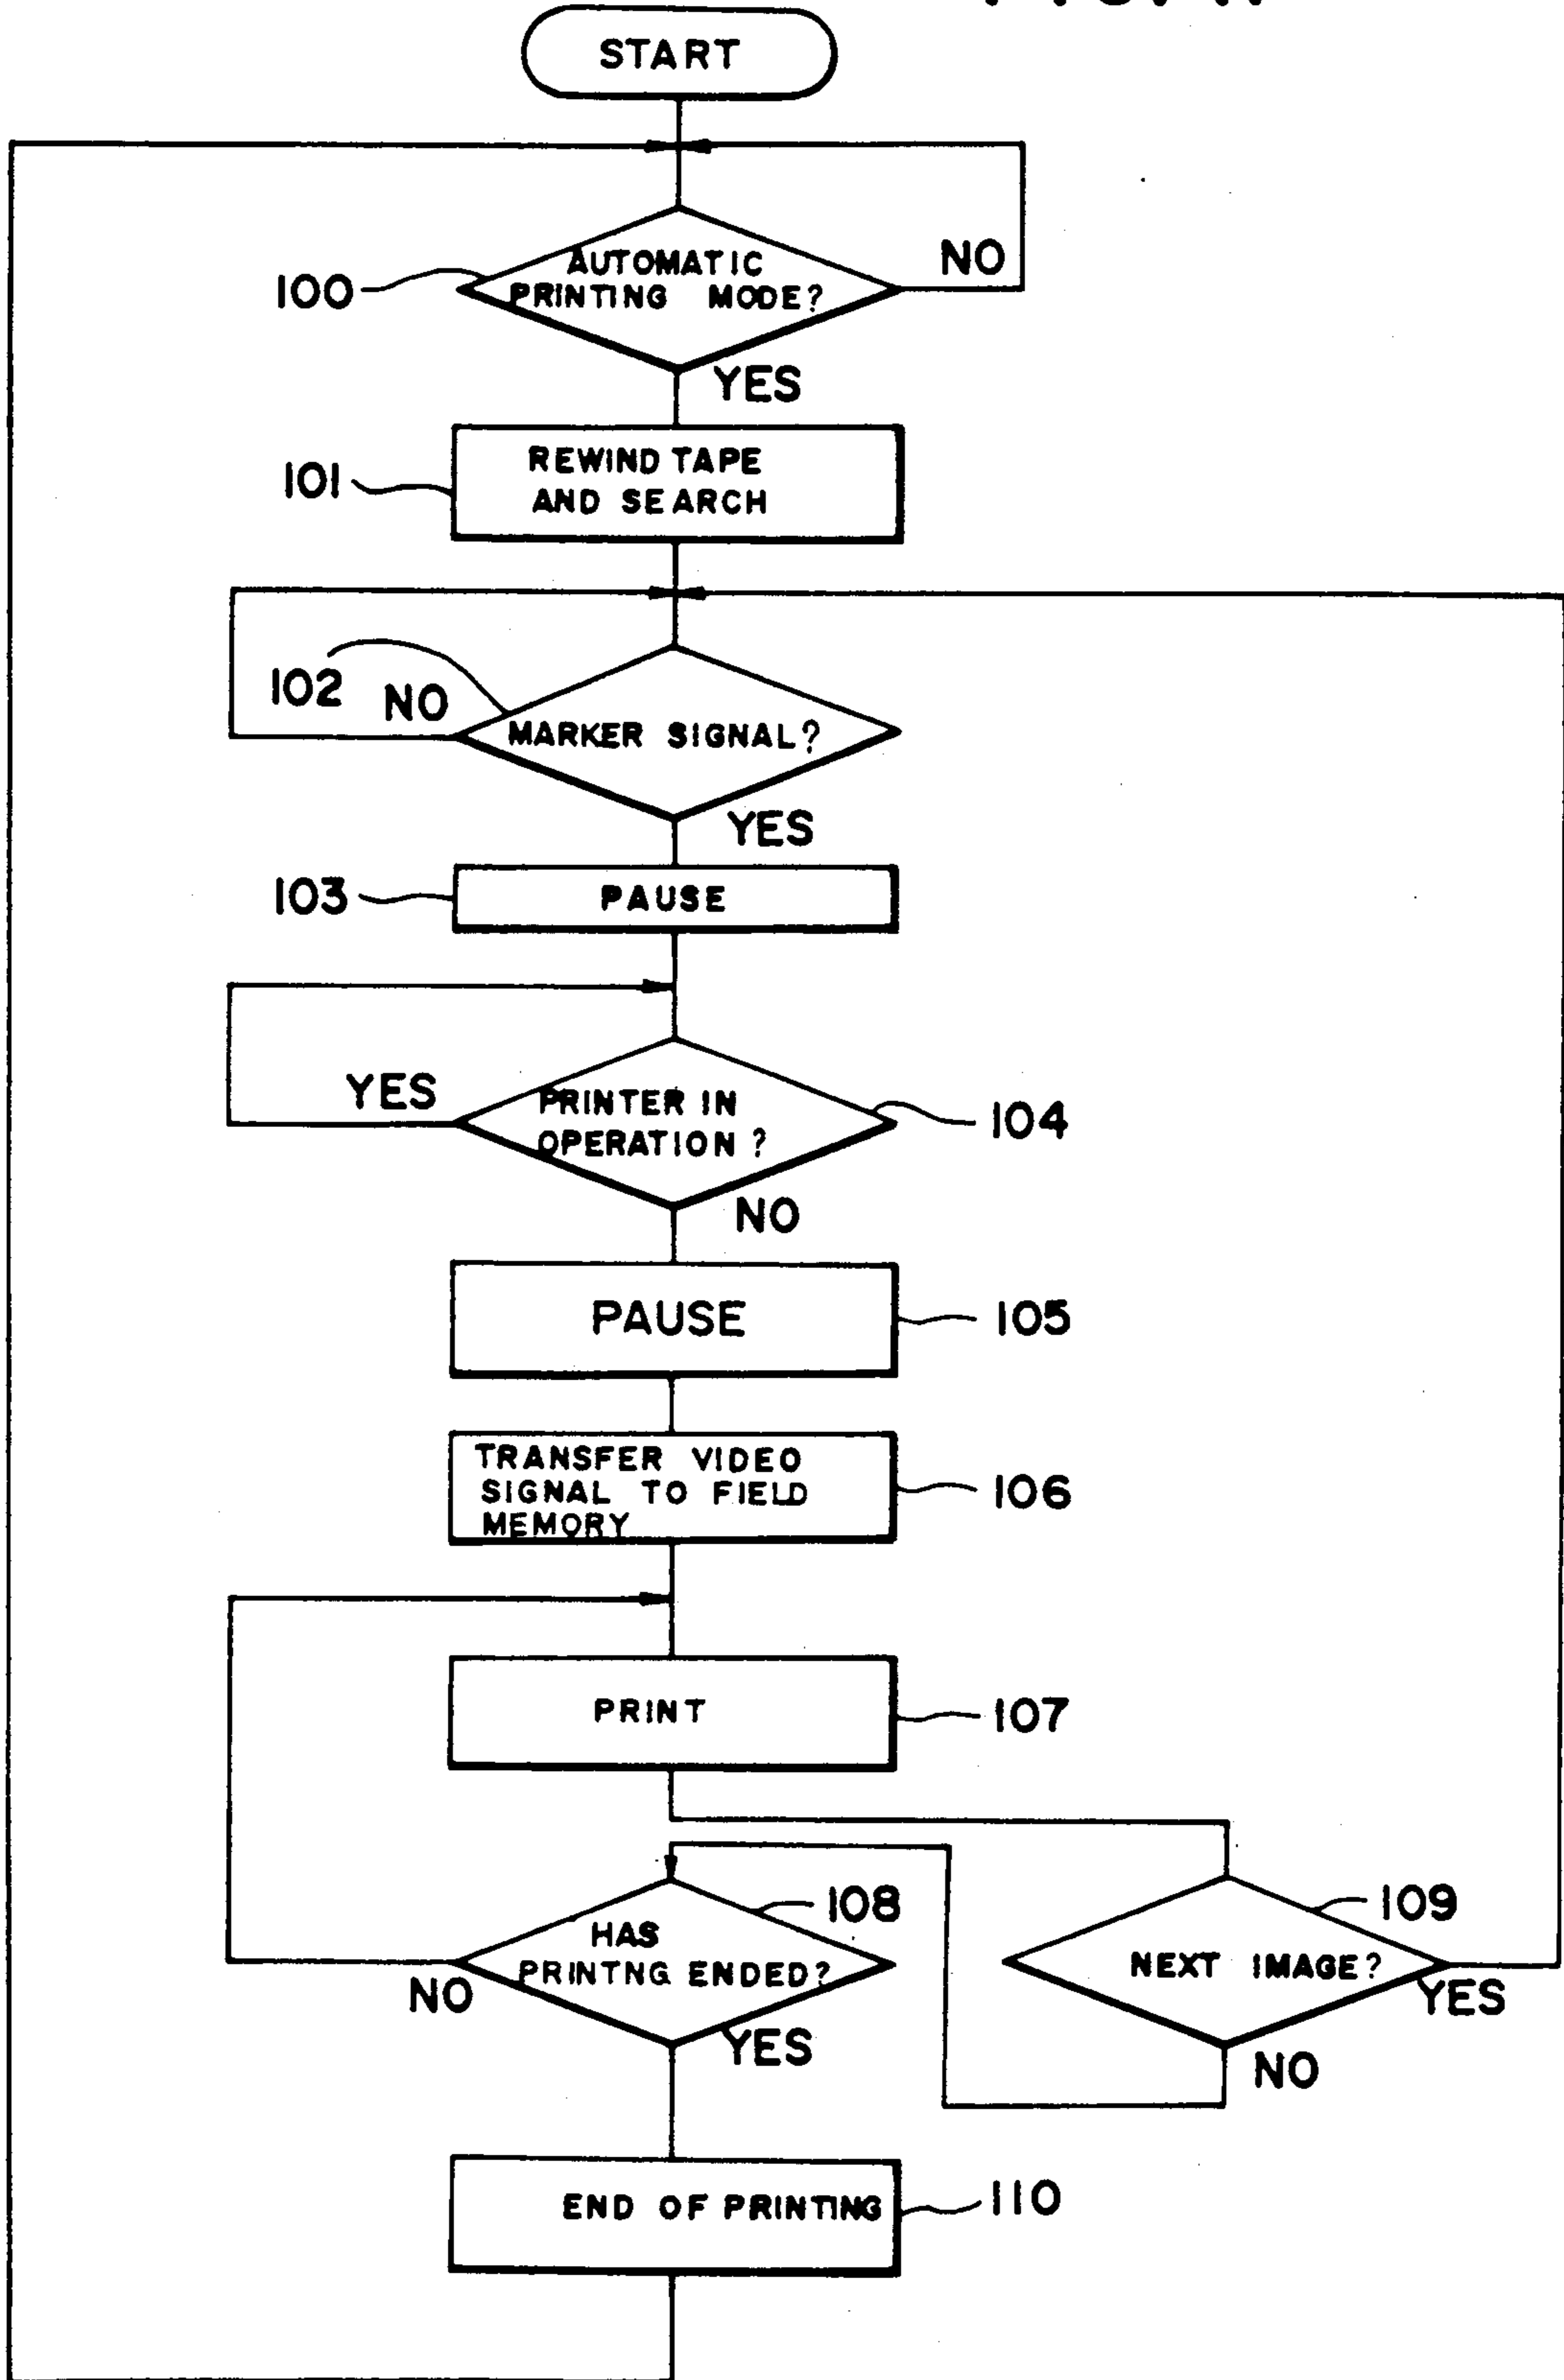 START
AUTOMATIC
PRINTING MODE?
NO
100
YES
REWIND TAPE
AND SEARCH
101
102
NO
MARKER SIGNAL?
YES
103
PAUSE
YES
PRINTER IN
OPERATION ?
104
NO
PAUSE
105
TRANSFER VIDEO
SIGNAL TO FIELD
MEMORY
106
PRINT
107
108
109
HAS
PRINTNG ENDED?
NEXT IMAGE?
NO
YES
YES
NO
END OF PRINTING
110